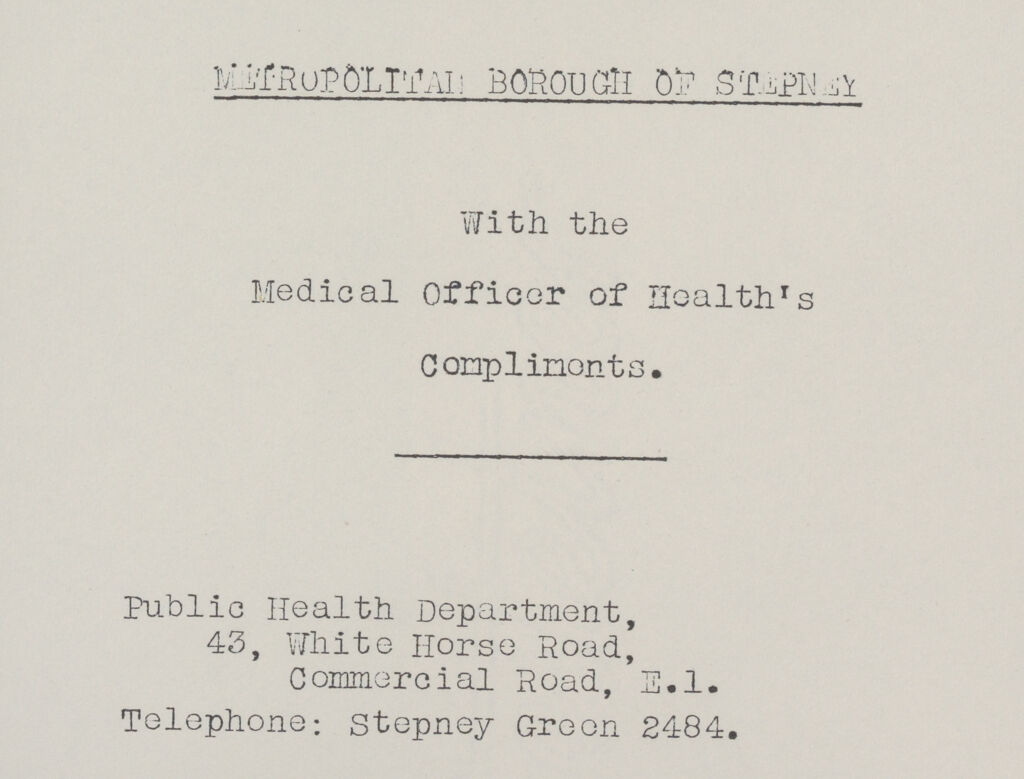 METROPOLITAN BOROUGH OF STEPNEY
With the
Medical Officer of Health's
Compliments.
Public Health Department,
43, White Horse Road,
Commercial Road, E.1.
Telephone: Stepney Green 2484.